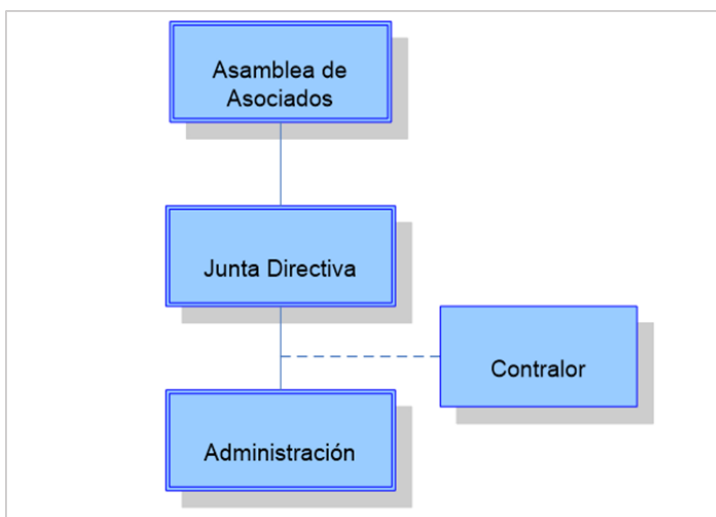 Asamblea de
Asociados
Junta Directiva
Contralor
Administración